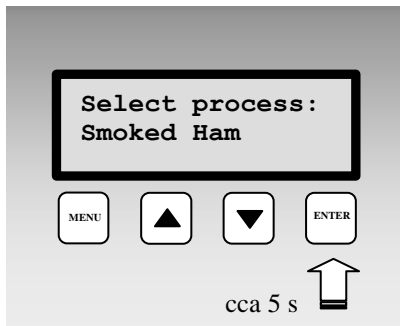 Select process:
Smoked Ham
MENU
ENTER
cca 5 s